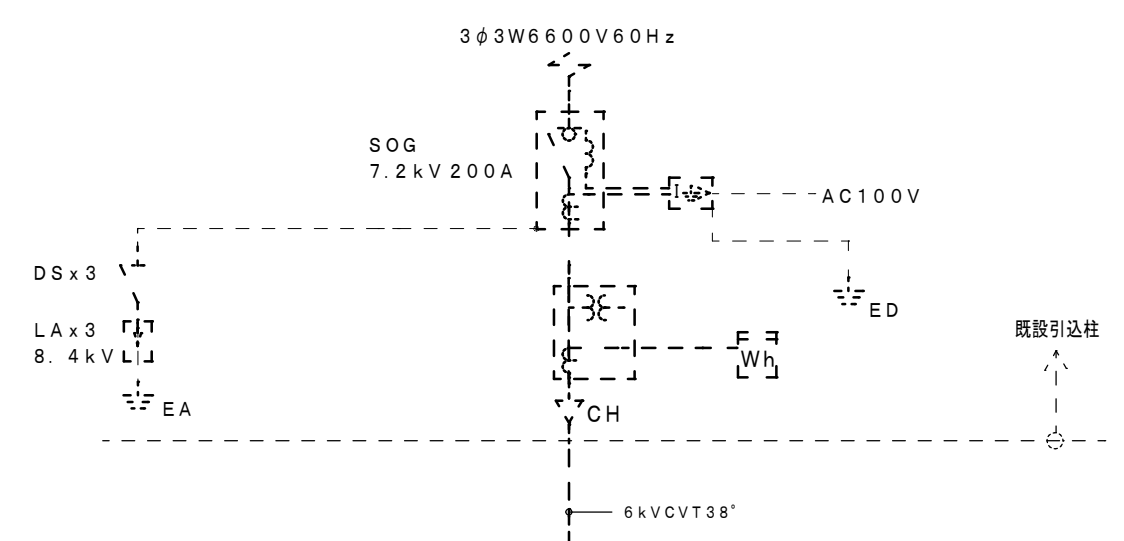 3φ3W6600V60Hz
SOG
7.2kV200A
AC100V
DSx3
ED
LAx3
8.4kV
既設引込柱
Wh
EA
CH
6kVCVT38°